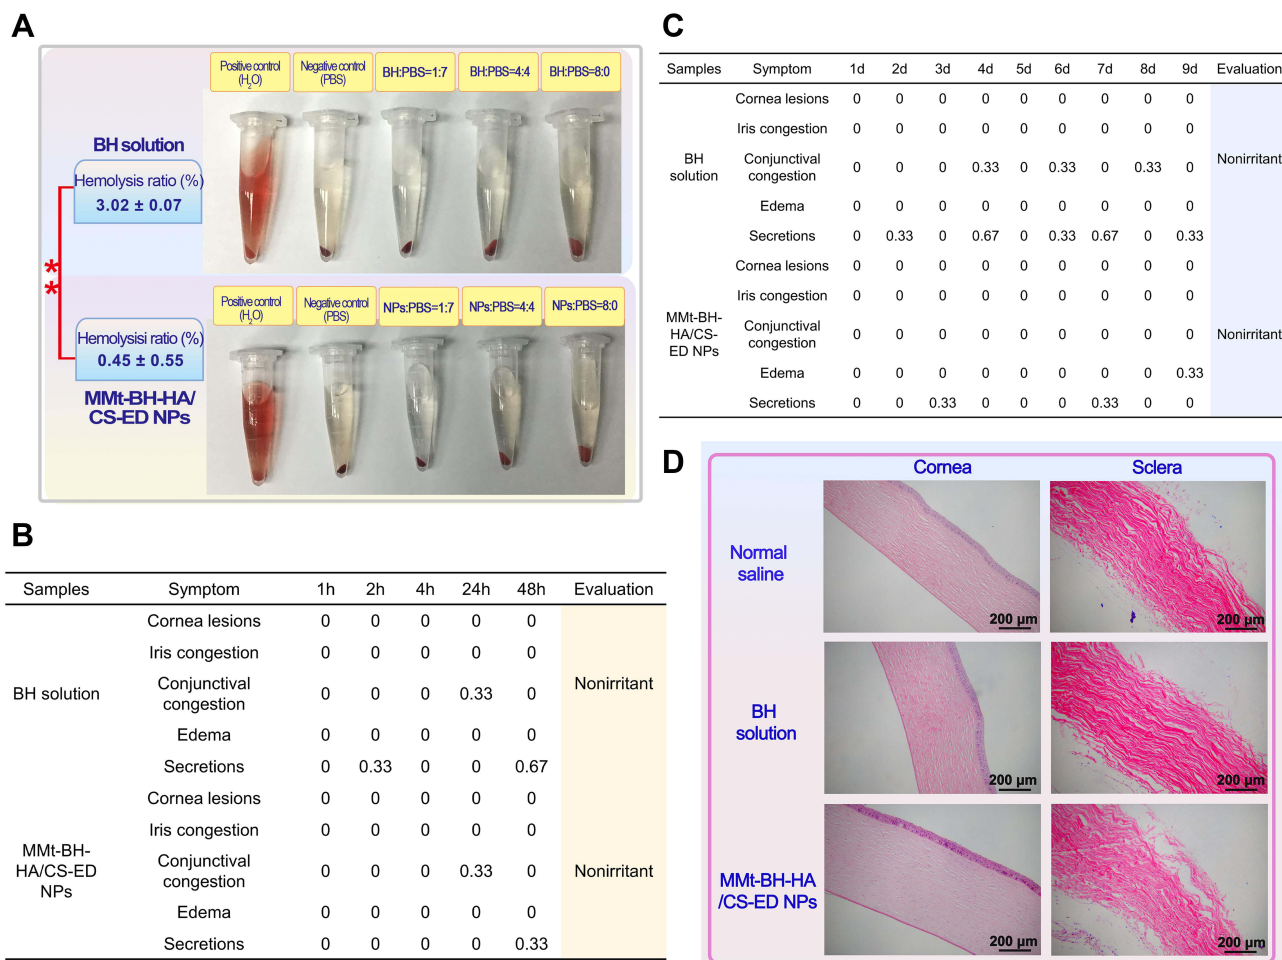 A
Positive control
(H2O)
Negative control
(PBS)
BH:PBS=1:7
BH:PBS=4:4
BH:PBS=8:0
BH solution
Hemolysis ratio (%)
3.02 ± 0.07
**
Positive control
(H2O)
Negative control
(PBS)
NPs:PBS=1:7
NPs:PBS=4:4
NPs:PBS=8:0
Hemolysisi ratio (%)
0.45 ± 0.55
MMt-BH-HA/
CS-ED NPs
B
Samples Symptom 1h 2h 4h 24h 48h Evaluation
Cornea lesions 0 0 0 0 0
Iris congestion 0 0 0 0 0
BH solution
Conjunctival
congestion 0 0 0 0.33 0
Nonirritant
Edema 0 0 0 0 0
Secretions 0 0.33 0 0 0.67
Cornea lesions 0 0 0 0 0
Iris congestion 0 0 0 0 0
MMt-BH-
HA/CS-ED
NPs
Conjunctival
congestion 0 0 0 0.33 0
Nonirritant
Edema 0 0 0 0 0
Secretions 0 0 0 0 0.33
C
Samples Symptom 1d 2d 3d 4d 5d 6d 7d 8d 9d Evaluation
Cornea lesions 0 0 0 0 0 0 0 0 0
Iris congestion 0 0 0 0 0 0 0 0 0
BH
solution
Conjunctival
congestion 0 0 0 0.33 0 0.33 0 0.33 0
Nonirritant
Edema 0 0 0 0 0 0 0 0 0
Secretions 0 0.33 0 0.67 0 0.33 0.67 0 0.33
Cornea lesions 0 0 0 0 0 0 0 0 0
Iris congestion 0 0 0 0 0 0 0 0 0
MMt-BH-
HA/CS-
ED NPs
Conjunctival
congestion 0 0 0 0 0 0 0 0 0
Nonirritant
Edema 0 0 0 0 0 0 0 0 0.33
Secretions 0 0 0.33 0 0 0 0.33 0 0
D
Cornea
Sclera
Normal
saline
200 µm
200 µm
BH
solution
200 µm
200 µm
MMt-BH-HA
/CS-ED NPs
200 µm
200 µm